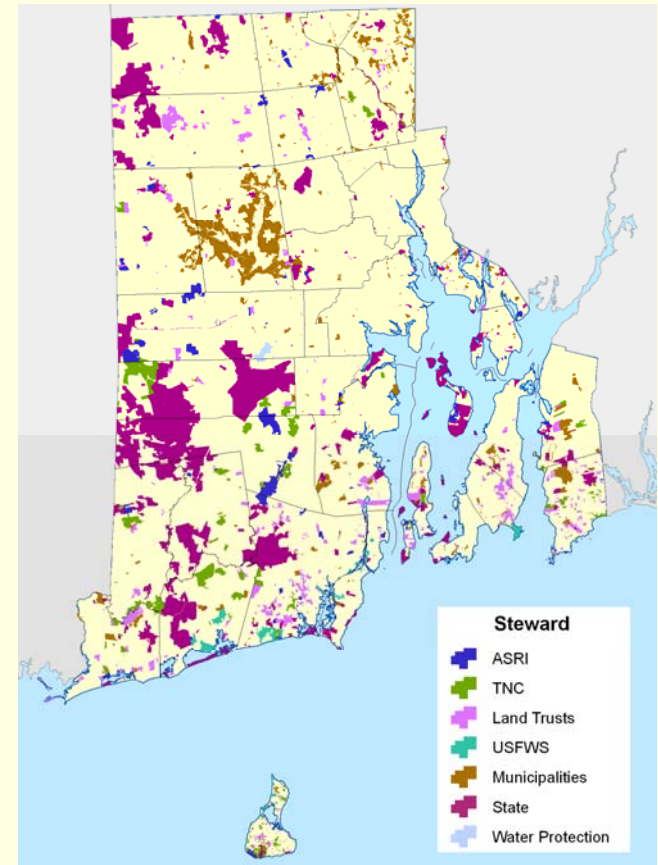 Steward
ASRI
TNC
Land Trusts
USFWS
Municipalities
State
Water Protection